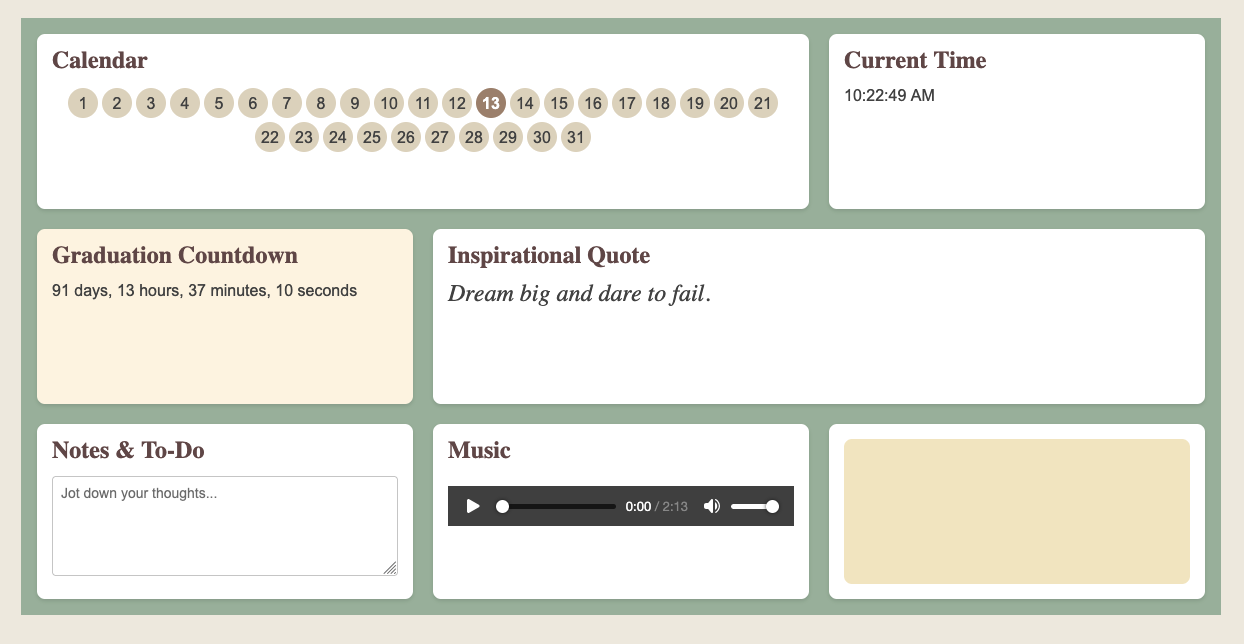 Calendar
1 2 3 4 5 6 7 8 9 10 11 12 13 14 15 16 17 18 19 20 21
22 23 24 25 26 27 28 29 30 31
Current Time
10:22:49 AM
Graduation Countdown
91 days, 13 hours, 37 minutes, 10 seconds
Inspirational Quote
Dream big and dare to fail.
Notes & To-Do
Jot down your thoughts...
Music
0:00 / 2:13